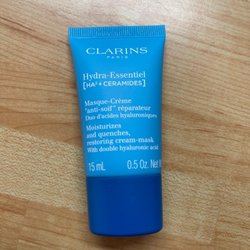 CLARINS
PARIS
Hydra-Essentiel
[HA² + CERAMIDES]
Masque-Crème
"anti-soif" réparateur
Duo d'acides hyaluroniques
Moisturizes
and quenches,
restoring cream-mask
With double hyaluronic acid
15 mL 0.5 Oz. Net